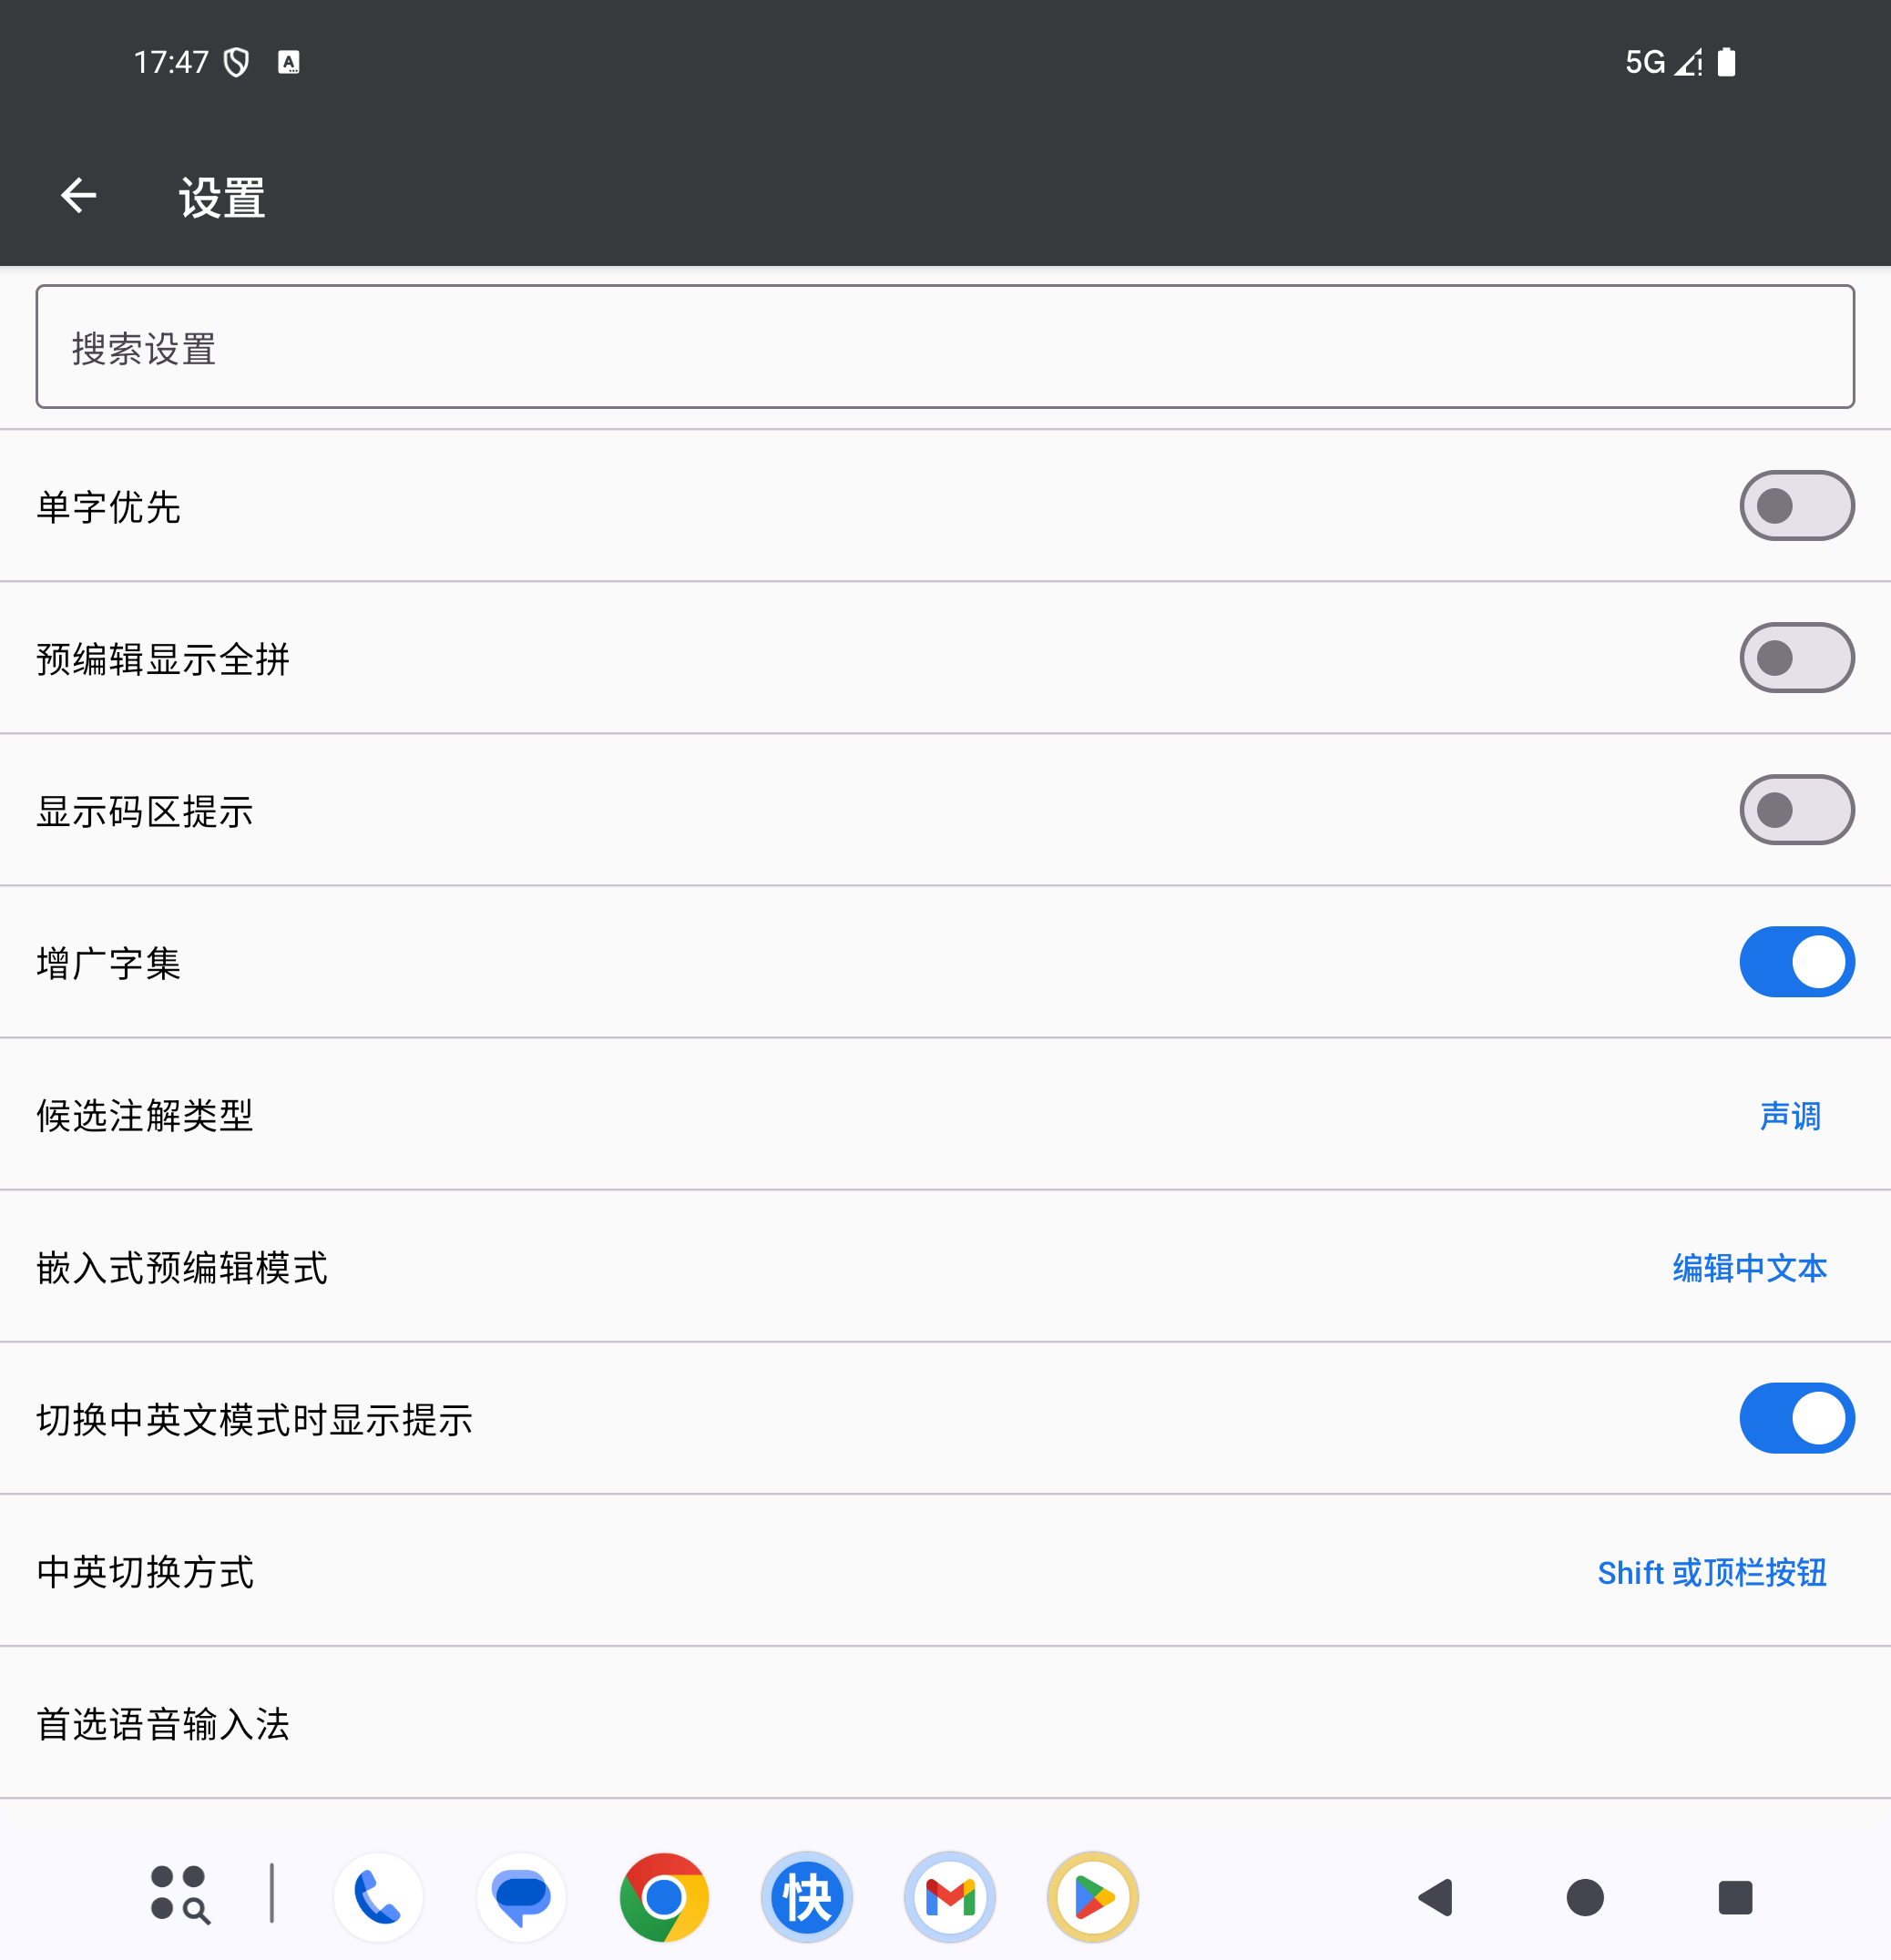 17:47
5G
设置
搜索设置
单字优先
预编辑显示全拼
显示码区提示
增广字集
候选注解类型
声调
嵌入式预编辑模式
编辑中文本
切换中英文模式时显示提示
中英切换方式
Shift 或顶栏按钮
首选语音输入法
快